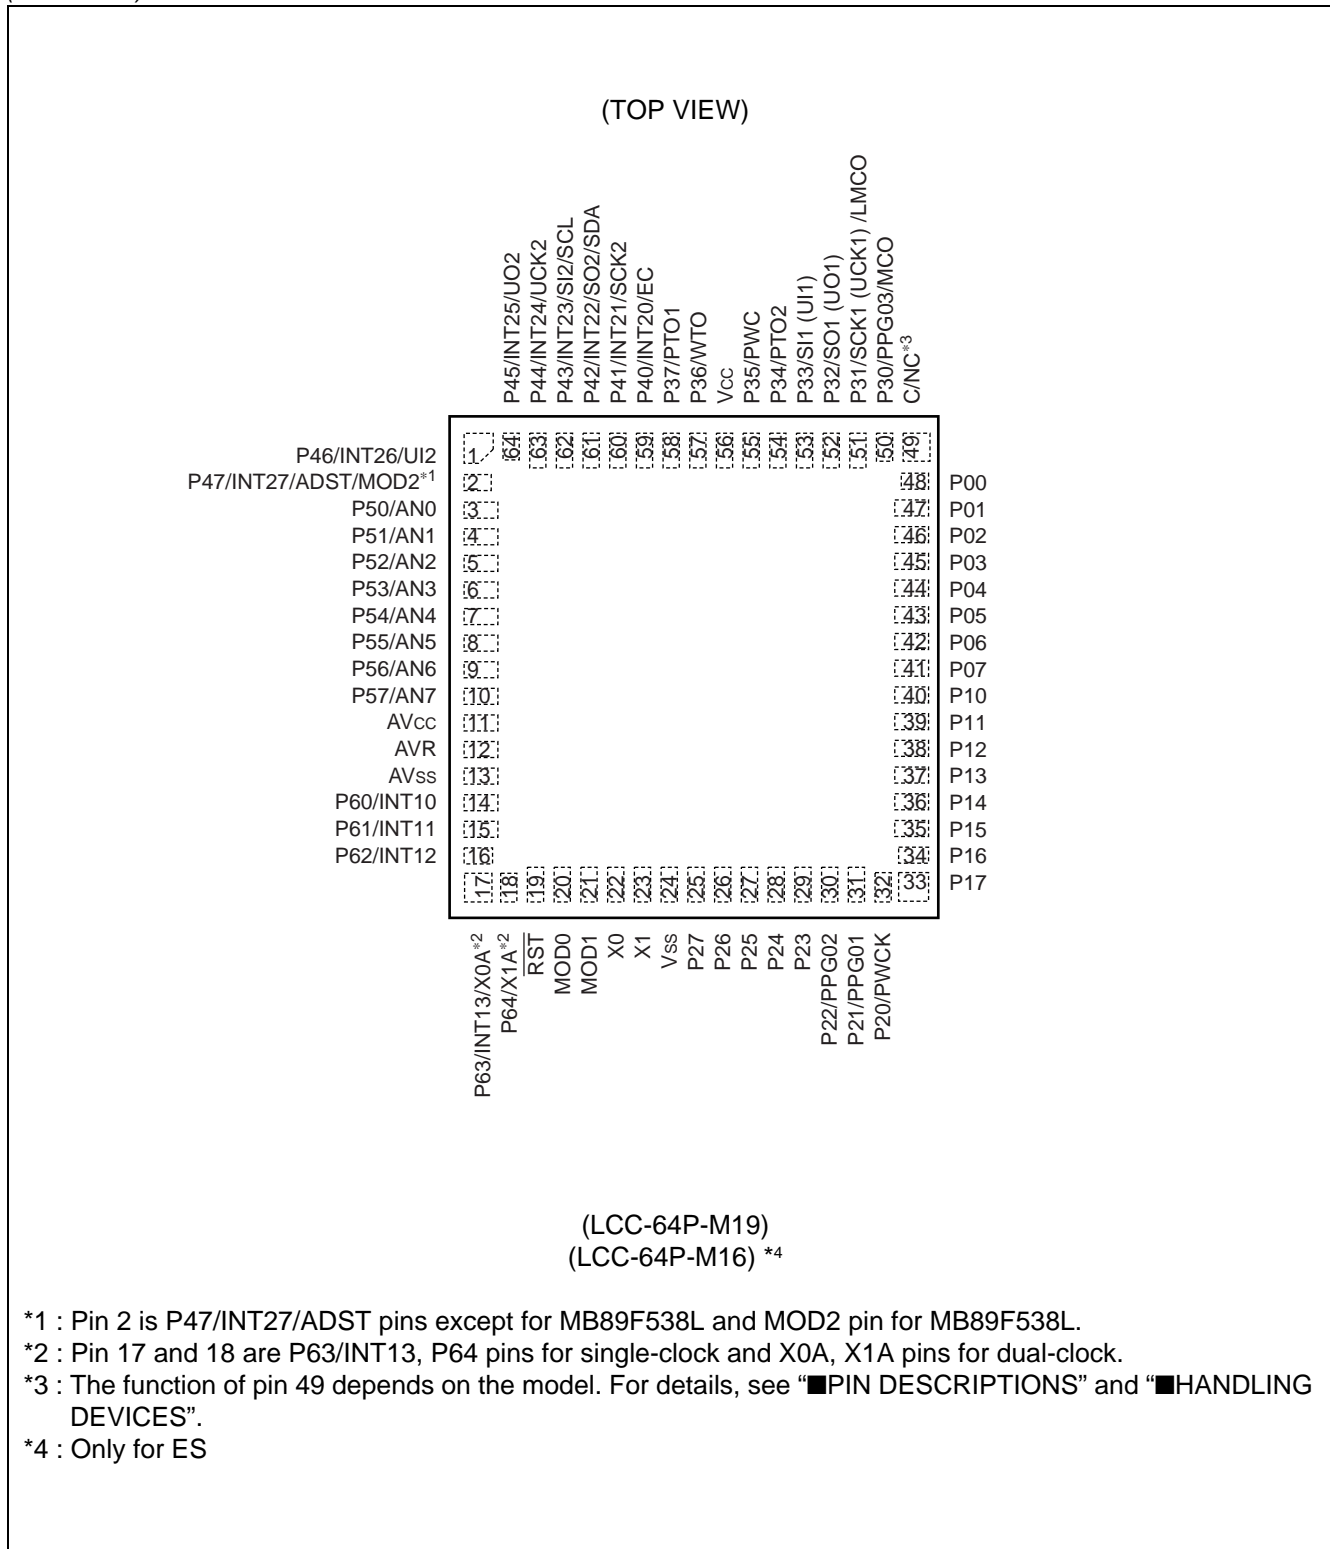 (TOP VIEW)
P45/INT25/UO2
P44/INT24/UCK2
P43/INT23/SI2/SCL
P42/INT22/SO2/SDA
P41/INT21/SCK2
P40/INT20/EC
P37/PTO1
P36/WTO
Vcc
P35/PWC
P34/PTO2
P33/SI1 (UI1)
P32/SO1 (UO1)
P31/SCK1 (UCK1) /LMCO
P30/PPG03/MCO
C/NC*3
64
63
62
61
60
59
58
57
56
55
54
53
52
51
50
49
P46/INT26/UI2 1
P47/INT27/ADST/MOD2*1 2
P50/AN0 3
P51/AN1 4
P52/AN2 5
P53/AN3 6
P54/AN4 7
P55/AN5 8
P56/AN6 9
P57/AN7 10
AVcc 11
AVR 12
AVss 13
P60/INT10 14
P61/INT11 15
P62/INT12 16
48 P00
47 P01
46 P02
45 P03
44 P04
43 P05
42 P06
41 P07
40 P10
39 P11
38 P12
37 P13
36 P14
35 P15
34 P16
33 P17
17
18
19
20
21
22
23
24
25
26
27
28
29
30
31
32
P63/INT13/X0A*2
P64/X1A*2
RST
MOD0
MOD1
X0
X1
Vss
P27
P26
P25
P24
P23
P22/PPG02
P21/PPG01
P20/PWCK
(LCC-64P-M19)
(LCC-64P-M16) *4
*1 : Pin 2 is P47/INT27/ADST pins except for MB89F538L and MOD2 pin for MB89F538L.
*2 : Pin 17 and 18 are P63/INT13, P64 pins for single-clock and X0A, X1A pins for dual-clock.
*3 : The function of pin 49 depends on the model. For details, see “■PIN DESCRIPTIONS” and “■HANDLING
DEVICES”.
*4 : Only for ES